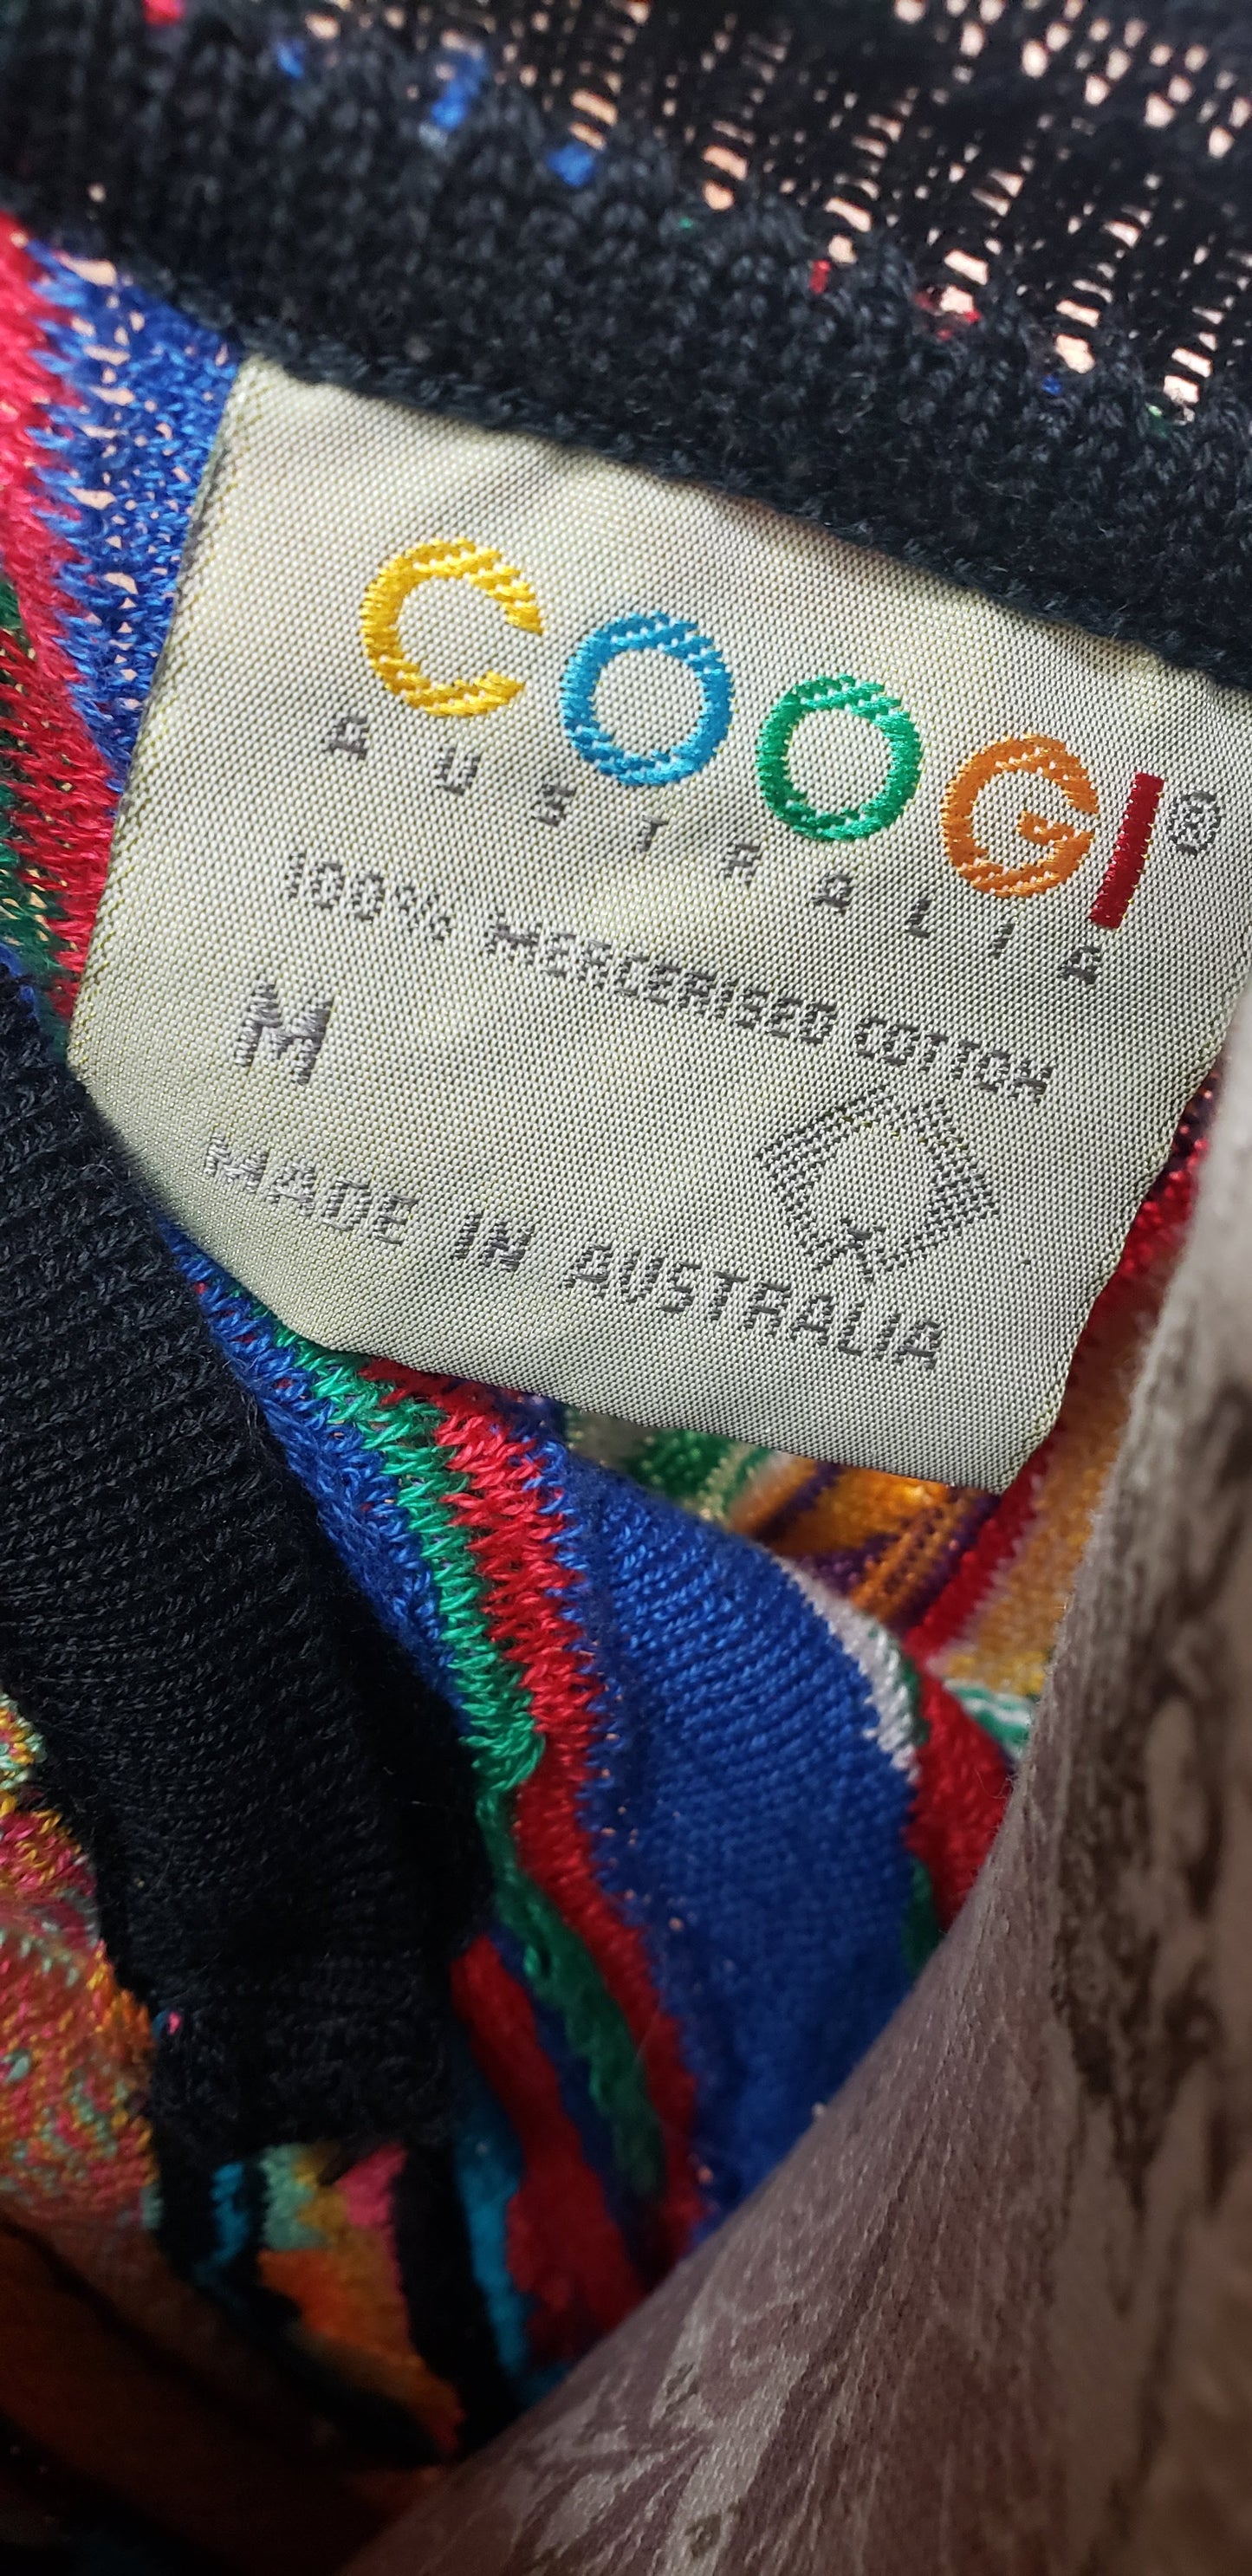 COOGI®
AUSTRALIA
100% MERCERISED COTTON
M
MADE IN AUSTRALIA